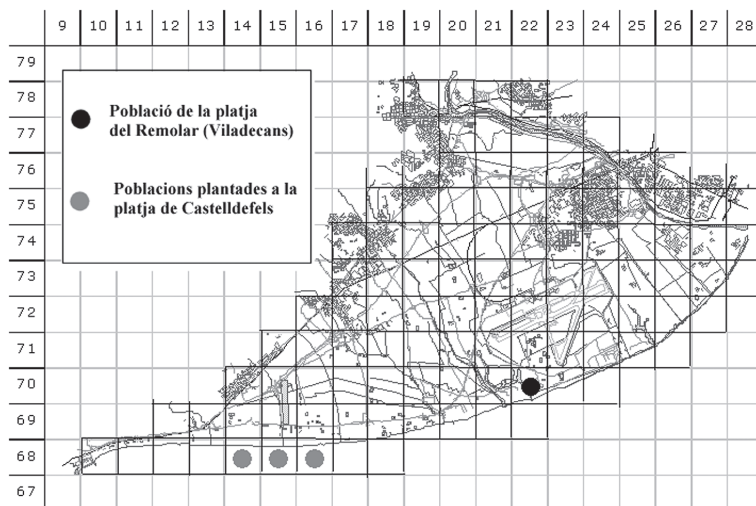 9 10 11 12 13 14 15 16 17 18 19 20 21 22 23 24 25 26 27 28
79
78
Població de la platja
del Remolar (Viladecans)
77
76
Poblacions plantades a la
platja de Castelldefels
75
74
73
72
71
70
69
68
67